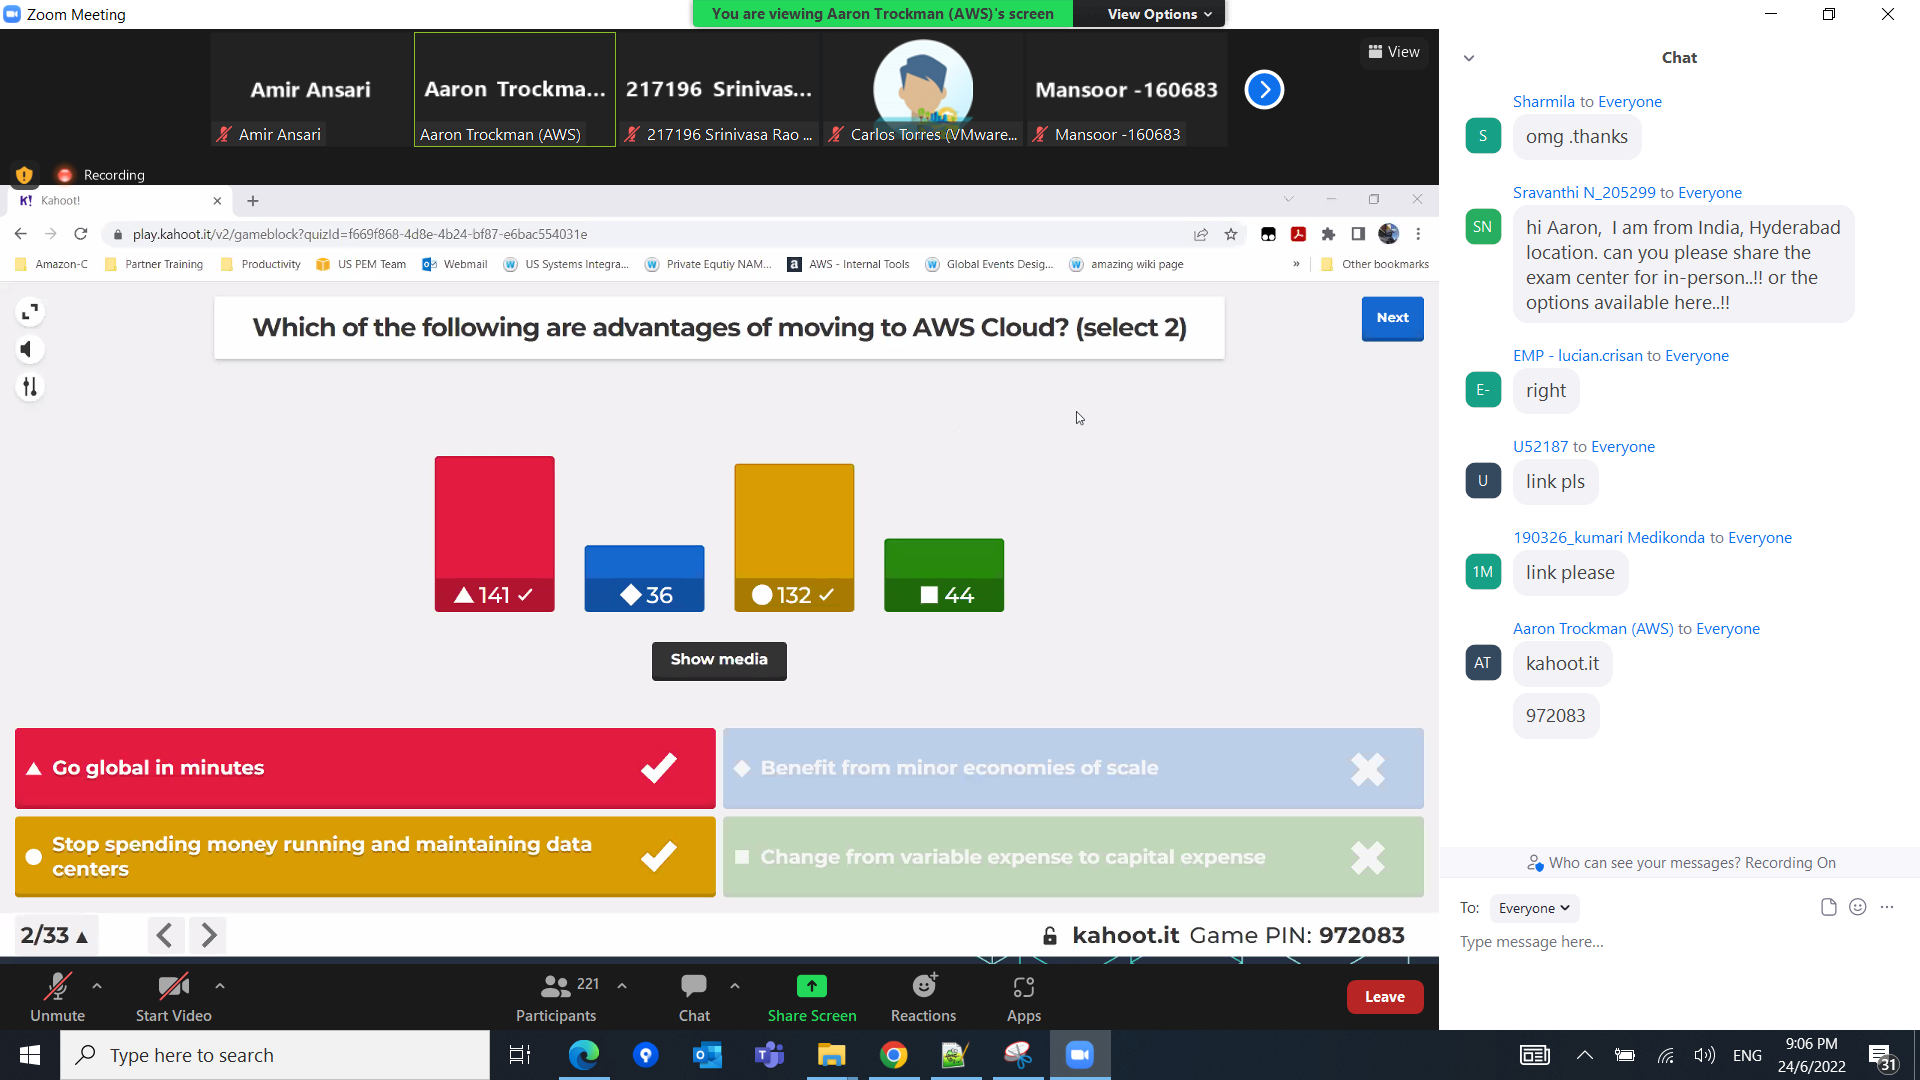 Zoom Meeting
You are viewing Aaron Trockman (AWS)'s screen
View Options
Amir Ansari
Aaron Trockma...
217196 Srinivas...
Mansoor -160683
View
Amir Ansari
Aaron Trockman (AWS)
217196 Srinivasa Rao ...
Carlos Torres (VMware...
Mansoor -160683
Recording
K! Kahoot!
play.kahoot.it/v2/gameblock?quizId=f669f868-4d8e-4b24-bf87-e6bac554031e
Amazon-C
Partner Training
Productivity
US PEM Team
Webmail
US Systems Integra...
Private Equtiy NAM...
AWS - Internal Tools
Global Events Desig...
amazing wiki page
»
Other bookmarks
Which of the following are advantages of moving to AWS Cloud? (select 2)
Next
141
36
132
44
Show media
Go global in minutes
Benefit from minor economies of scale
Stop spending money running and maintaining data
centers
Change from variable expense to capital expense
2/33
kahoot.it Game PIN: 972083
Unmute
Start Video
221
Participants
Chat
Share Screen
Reactions
Apps
Leave
Chat
Sharmila to Everyone
S
omg .thanks
Sravanthi N_205299 to Everyone
SN
hi Aaron, I am from India, Hyderabad
location. can you please share the
exam center for in-person..!! or the
options available here..!!
EMP - lucian.crisan to Everyone
E-
right
U52187 to Everyone
U
link pls
190326_kumari Medikonda to Everyone
1M
link please
Aaron Trockman (AWS) to Everyone
AT
kahoot.it
972083
Who can see your messages? Recording On
To: Everyone
Type message here...
Type here to search
ENG
9:06 PM
24/6/2022
31